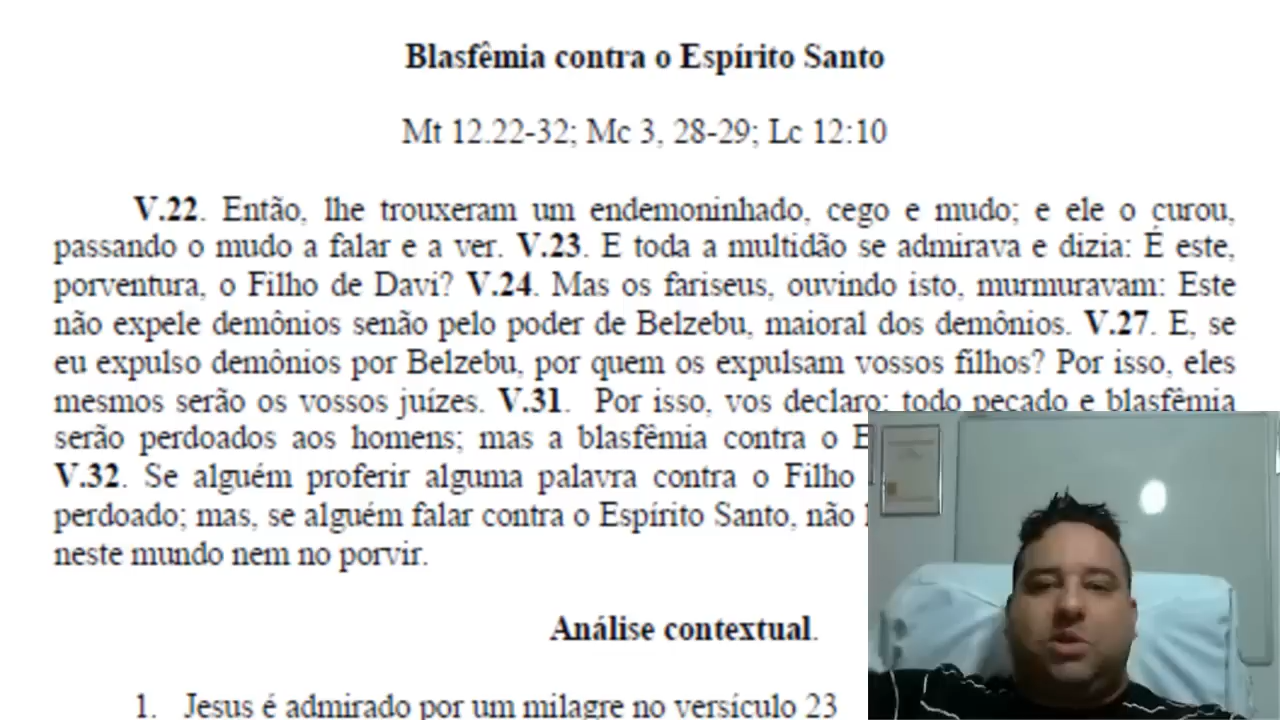 Blasfêmia contra o Espírito Santo
Mt 12.22-32; Mc 3, 28-29; Lc 12:10
V.22. Então, lhe trouxeram um endemoninhado, cego e mudo; e ele o curou,
passando o mudo a falar e a ver. V.23. E toda a multidão se admirava e dizia: É este,
porventura, o Filho de Davi? V.24. Mas os fariseus, ouvindo isto, murmuravam: Este
não expele demônios senão pelo poder de Belzebu, maioral dos demônios. V.27. E, se
eu expulso demônios por Belzebu, por quem os expulsam vossos filhos? Por isso, eles
mesmos serão os vossos juízes. V.31. Por isso, vos declaro: todo pecado e blasfêmia
serão perdoados aos homens; mas a blasfêmia contra o
V.32. Se alguém proferir alguma palavra contra o Filho
perdoado; mas, se alguém falar contra o Espírito Santo, não
neste mundo nem no porvir.
Análise contextual.
1. Jesus é admirado por um milagre no versículo 23